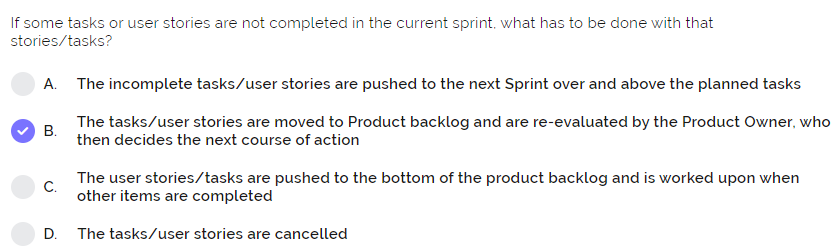 If some tasks or user stories are not completed in the current sprint, what has to be done with that
stories/tasks?
A. The incomplete tasks/user stories are pushed to the next Sprint over and above the planned tasks
B. The tasks/user stories are moved to Product backlog and are re-evaluated by the Product Owner, who
then decides the next course of action
C. The user stories/tasks are pushed to the bottom of the product backlog and is worked upon when
other items are completed
D. The tasks/user stories are cancelled